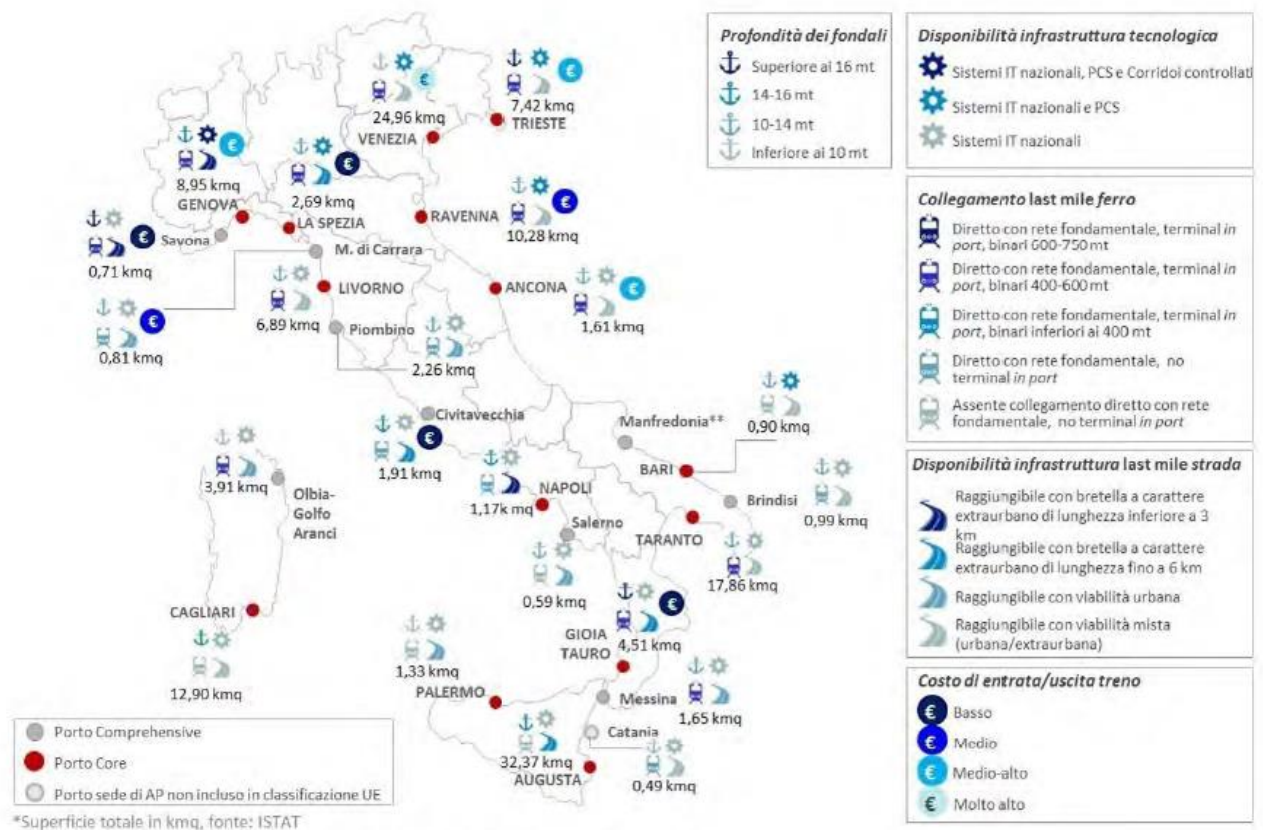 Profondità dei fondali
Superiore ai 16 mt
14-16 mt
10-14 mt
Inferiore ai 10 mt
Disponibilità infrastruttura tecnologica
Sistemi IT nazionali, PCS e Corridoi controllati
Sistemi IT nazionali e PCS
Sistemi IT nazionali
Collegamento last mile ferro
Diretto con rete fondamentale, terminal in
port, binari 600-750 mt
Diretto con rete fondamentale, terminal in
port, binari 400-600 mt
Diretto con rete fondamentale, terminal in
port, binari inferiori ai 400 mt
Diretto con rete fondamentale, no
terminal in port
Assente collegamento diretto con rete
fondamentale, no terminal in port
Disponibilità infrastruttura last mile strada
Raggiungibile con bretella a carattere
extraurbano di lunghezza inferiore a 3
km
Raggiungibile con bretella a carattere
extraurbano di lunghezza fino a 6 km
Raggiungibile con viabilità urbana
Raggiungibile con viabilità mista
(urbana/extraurbana)
Costo di entrata/uscita treno
€ Basso
€ Medio
€ Medio-alto
€ Molto alto
€
24,96 kmq
VENEZIA
€
7,42 kmq
TRIESTE
€
8,95 kmq
GENOVA
€
2,69 kmq
LA SPEZIA
€
10,28 kmq
RAVENNA
€
0,71 kmq
Savona
M. di Carrara
€
0,81 kmq
LIVORNO
6,89 kmq
ANCONA
€
1,61 kmq
Piombino
2,26 kmq
Civitavecchia
€
1,91 kmq
Manfredonia**
0,90 kmq
BARI
Brindisi
0,99 kmq
NAPOLI
1,17k mq
Salerno
0,59 kmq
TARANTO
17,86 kmq
3,91 kmq
Olbia-
Golfo
Aranci
CAGLIARI
12,90 kmq
€
4,51 kmq
GIOIA
TAURO
1,33 kmq
PALERMO
Messina
1,65 kmq
Catania
0,49 kmq
32,37 kmq
AUGUSTA
Porto Comprehensive
Porto Core
Porto sede di AP non incluso in classificazione UE
*Superficie totale in kmq, fonte: ISTAT